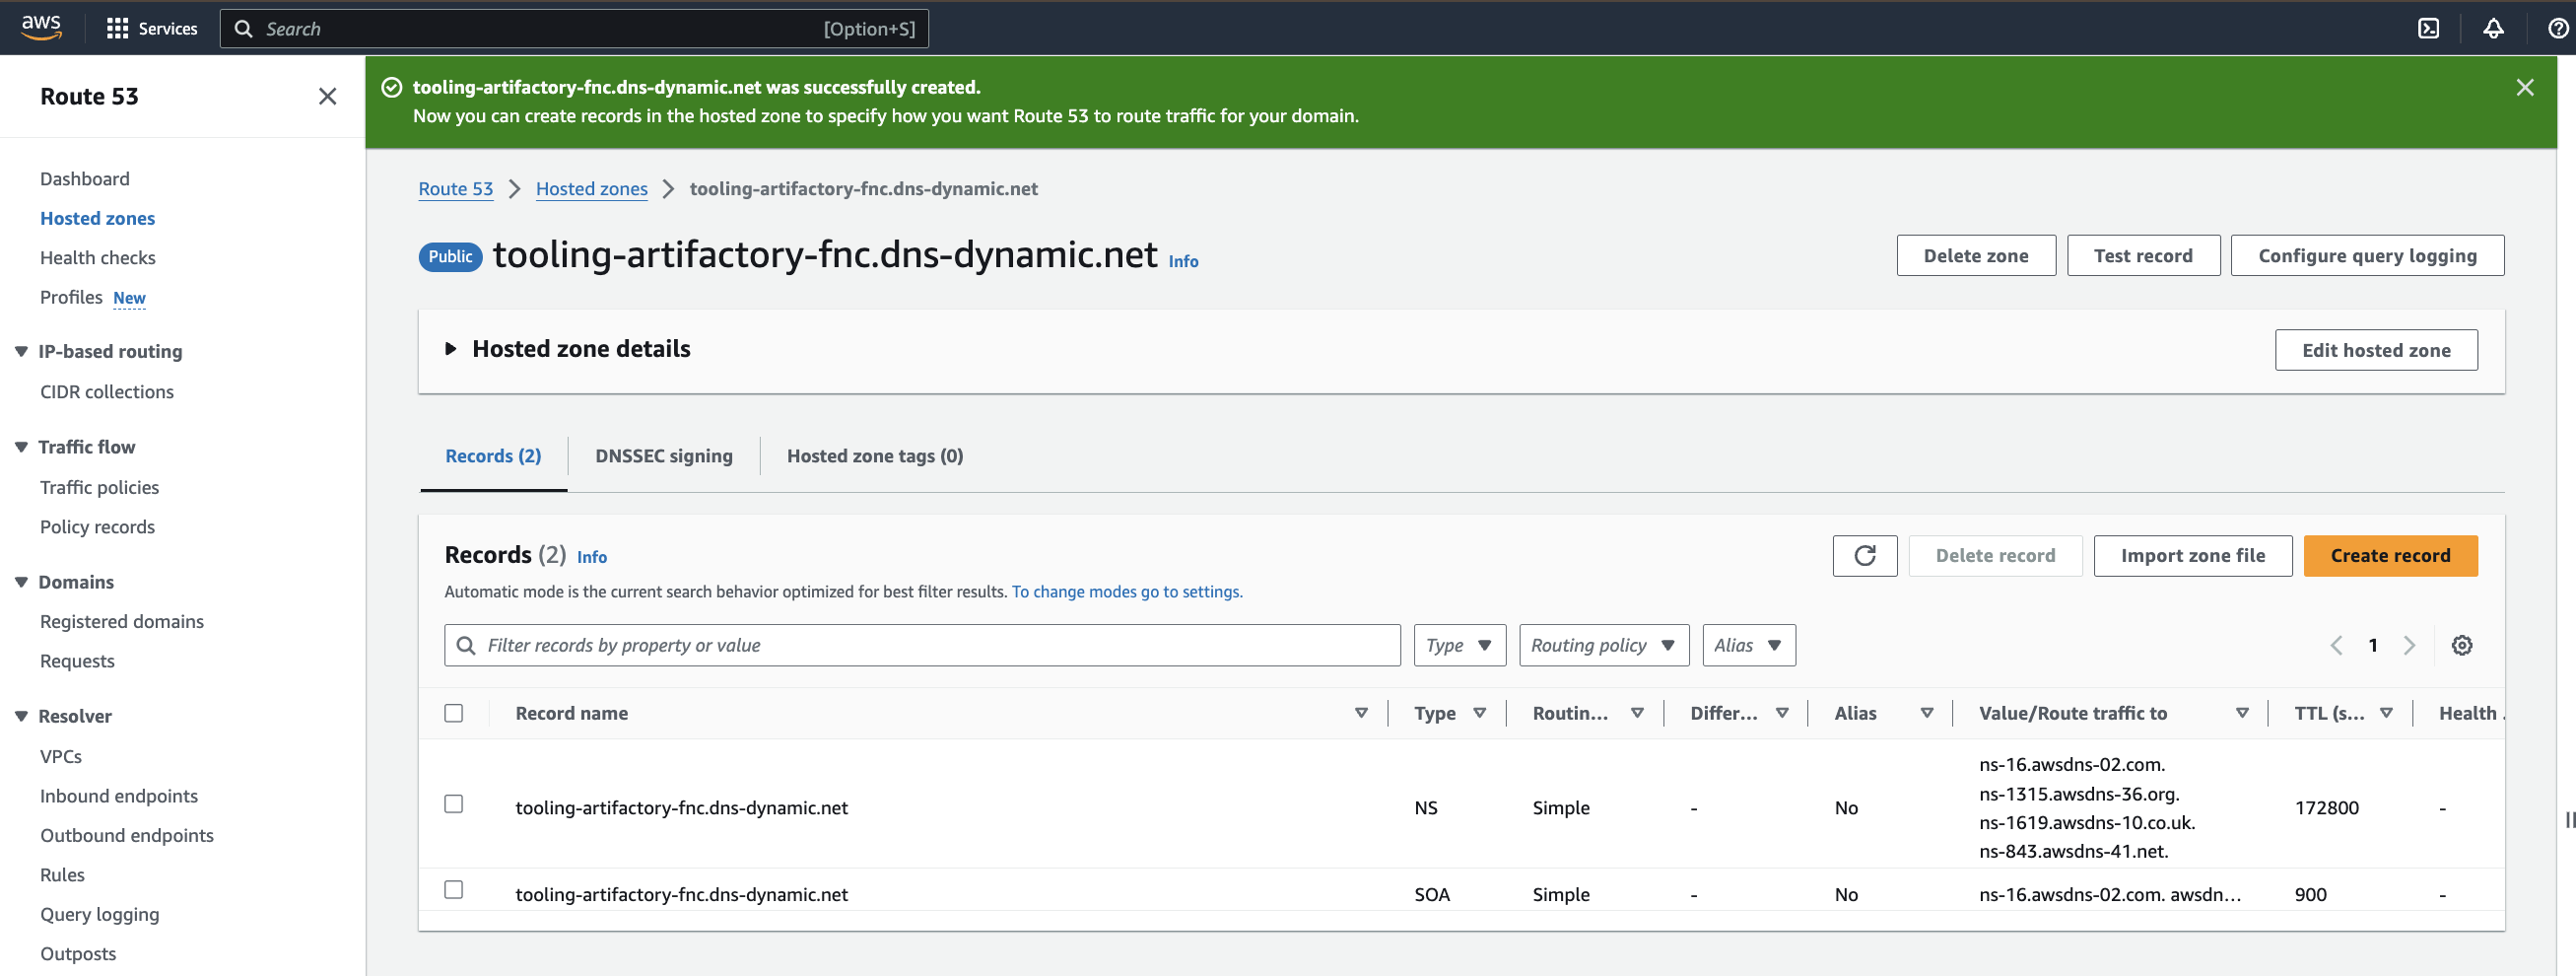 aws
Services
Search [Option+S]
Route 53
Dashboard
Hosted zones
Health checks
Profiles New
IP-based routing
CIDR collections
Traffic flow
Traffic policies
Policy records
Domains
Registered domains
Requests
Resolver
VPCs
Inbound endpoints
Outbound endpoints
Rules
Query logging
Outposts
tooling-artifactory-fnc.dns-dynamic.net was successfully created.
Now you can create records in the hosted zone to specify how you want Route 53 to route traffic for your domain.
Route 53 > Hosted zones > tooling-artifactory-fnc.dns-dynamic.net
Public tooling-artifactory-fnc.dns-dynamic.net Info
Delete zone Test record Configure query logging
Hosted zone details
Edit hosted zone
Records (2) DNSSEC signing Hosted zone tags (0)
Records (2) Info
Delete record Import zone file Create record
Automatic mode is the current search behavior optimized for best filter results. To change modes go to settings.
Filter records by property or value Type Routing policy Alias 1
Record name Type Routin... Differ... Alias Value/Route traffic to TTL (s... Health
tooling-artifactory-fnc.dns-dynamic.net NS Simple - No
ns-16.awsdns-02.com.
ns-1315.awsdns-36.org.
ns-1619.awsdns-10.co.uk.
ns-843.awsdns-41.net.
172800 -
tooling-artifactory-fnc.dns-dynamic.net SOA Simple - No ns-16.awsdns-02.com. awsdn... 900 -